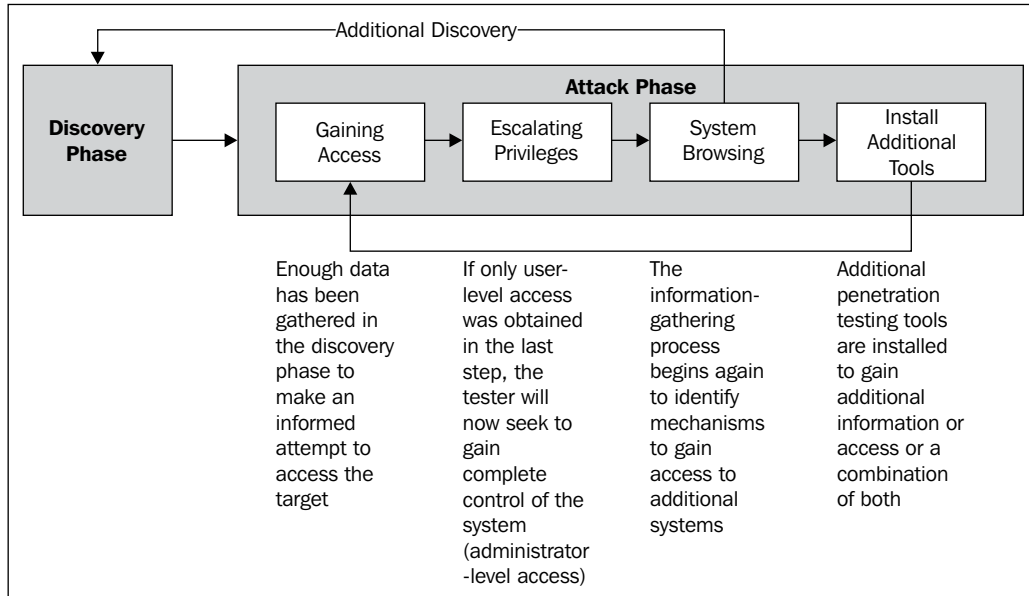 Additional Discovery
Attack Phase
Discovery
Phase
Gaining
Access
Escalating
Privileges
System
Browsing
Install
Additional
Tools
Enough data
has been
gathered in
the discovery
phase to
make an
informed
attempt to
access the
target
If only user-
level access
was obtained
in the last
step, the
tester will
now seek to
gain
complete
control of the
system
(administrator
-level access)
The
information-
gathering
process
begins again
to identify
mechanisms
to gain
access to
additional
systems
Additional
penetration
testing tools
are installed
to gain
additional
information or
access or a
combination
of both